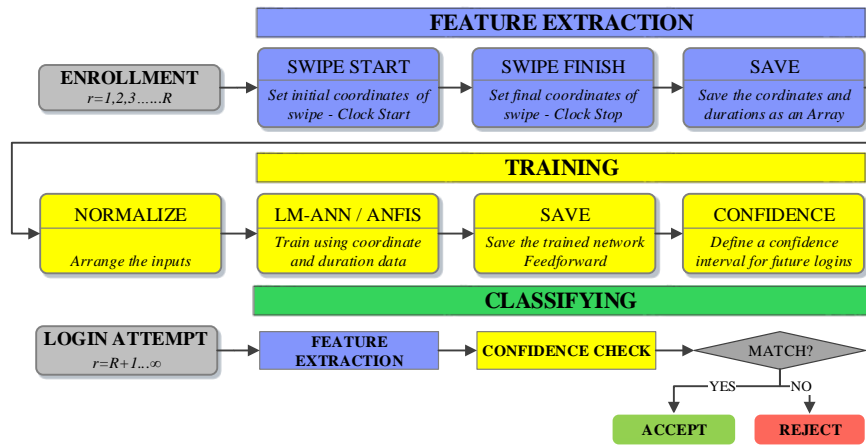 FEATURE EXTRACTION
ENROLLMENT
r=1,2,3......R
SWIPE START
Set initial coordinates of
swipe - Clock Start
SWIPE FINISH
Set final coordinates of
swipe - Clock Stop
SAVE
Save the cordinates and
durations as an Array
TRAINING
NORMALIZE
Arrange the inputs
LM-ANN / ANFIS
Train using coordinate
and duration data
SAVE
Save the trained network
Feedforward
CONFIDENCE
Define a confidence
interval for future logins
CLASSIFYING
LOGIN ATTEMPT
r=R+1...∞
FEATURE
EXTRACTION
CONFIDENCE CHECK
MATCH?
YES
NO
ACCEPT
REJECT